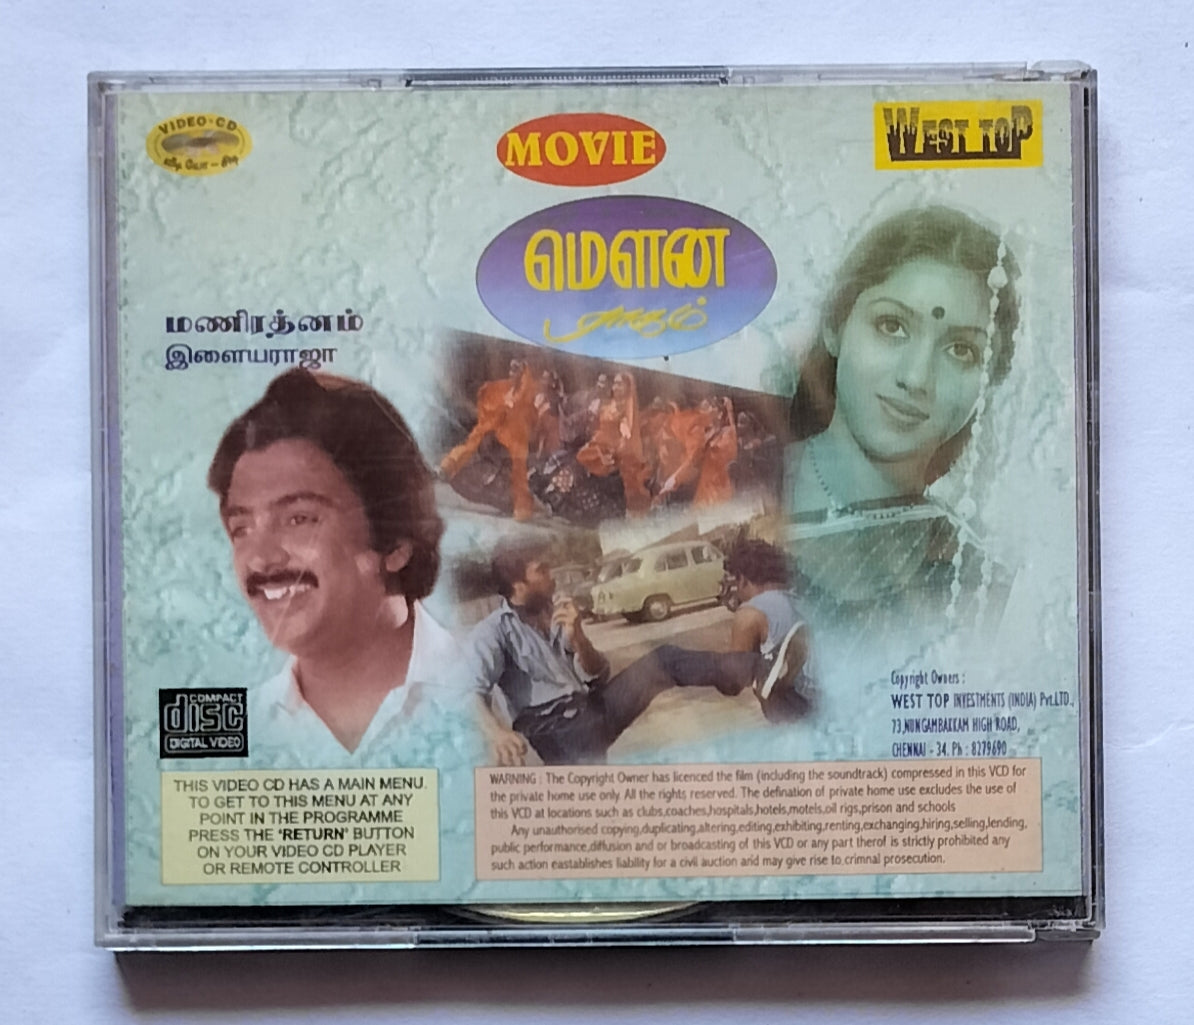 VIDEO-CD
வீடியோ-சிடி
MOVIE
WEST TOP
மௌன
ராகம்
மணிரத்னம்
இளையராஜா
COMPACT
disc
DIGITAL VIDEO
Copyright Owners :
WEST TOP INVESTMENTS (INDIA) Pvt.LTD.,
73,NUNGAMBAKKAM HIGH ROAD,
CHENNAI - 34. Ph : 8279690
THIS VIDEO CD HAS A MAIN MENU.
TO GET TO THIS MENU AT ANY
POINT IN THE PROGRAMME
PRESS THE 'RETURN' BUTTON
ON YOUR VIDEO CD PLAYER
OR REMOTE CONTROLLER
WARNING : The Copyright Owner has licenced the film (including the soundtrack) compressed in this VCD for
the private home use only. All the rights reserved. The defination of private home use excludes the use of
this VCD at locations such as clubs,coaches,hospitals,hotels,motels,oil rigs,prison and schools
Any unauthorised copying,duplicating,altering,editing,exhibiting,renting,exchanging,hiring,selling,lending,
public performance,diffusion and or broadcasting of this VCD or any part therof is strictly prohibited any
such action eastablishes liability for a civil auction and may give rise to crimnal prosecution.